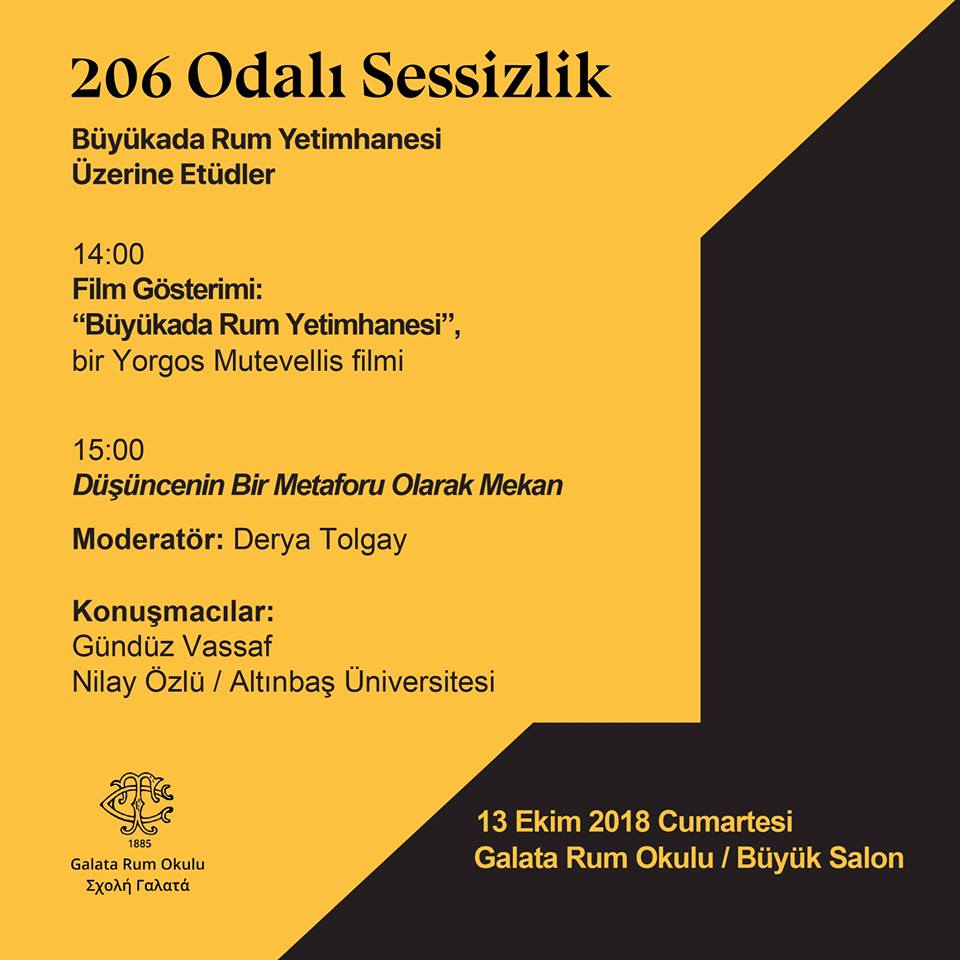 206 Odalı Sessizlik
Büyükada Rum Yetimhanesi
Üzerine Etüdler
14:00
Film Gösterimi:
“Büyükada Rum Yetimhanesi”,
bir Yorgos Mutevellis filmi
15:00
Düşüncenin Bir Metaforu Olarak Mekan
Moderatör: Derya Tolgay
Konuşmacılar:
Gündüz Vassaf
Nilay Özlü / Altınbaş Üniversitesi
1885
Galata Rum Okulu
Σχολή Γαλατά
13 Ekim 2018 Cumartesi
Galata Rum Okulu / Büyük Salon